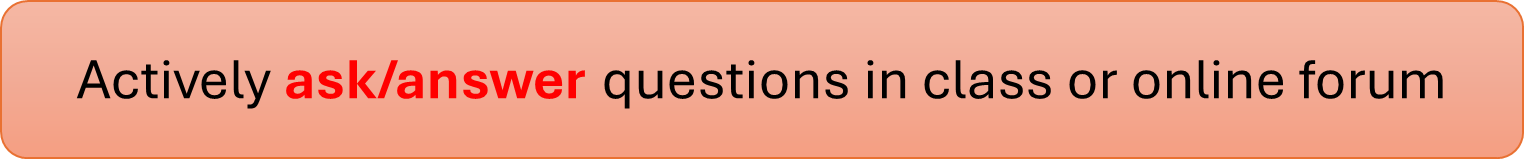 Actively ask/answer questions in class or online forum